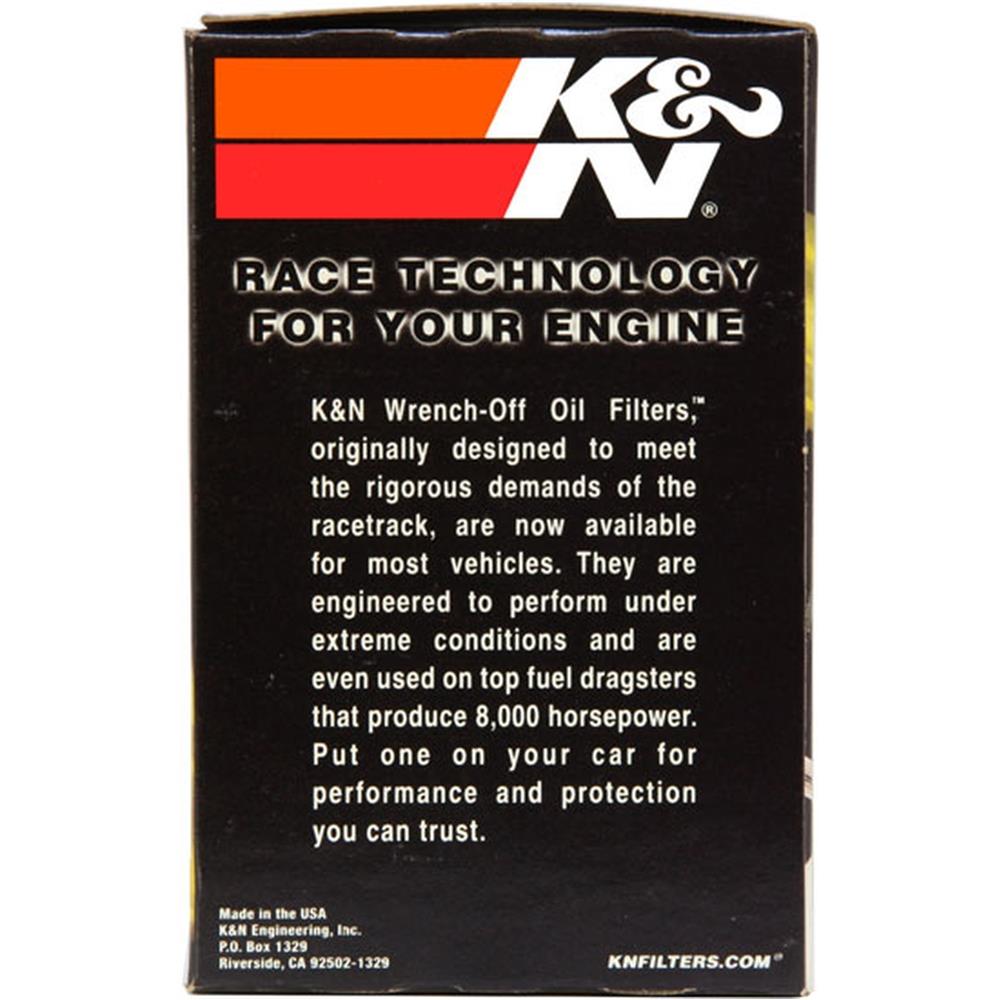 K&
N®
RACE TECHNOLOGY
FOR YOUR ENGINE
K&N Wrench-Off Oil Filters,™
originally designed to meet
the rigorous demands of the
racetrack, are now available
for most vehicles. They are
engineered to perform under
extreme conditions and are
even used on top fuel dragsters
that produce 8,000 horsepower.
Put one on your car for
performance and protection
you can trust.
Made in the USA
K&N Engineering, Inc.
P.O. Box 1329
Riverside, CA 92502-1329
KNFILTERS.COM®